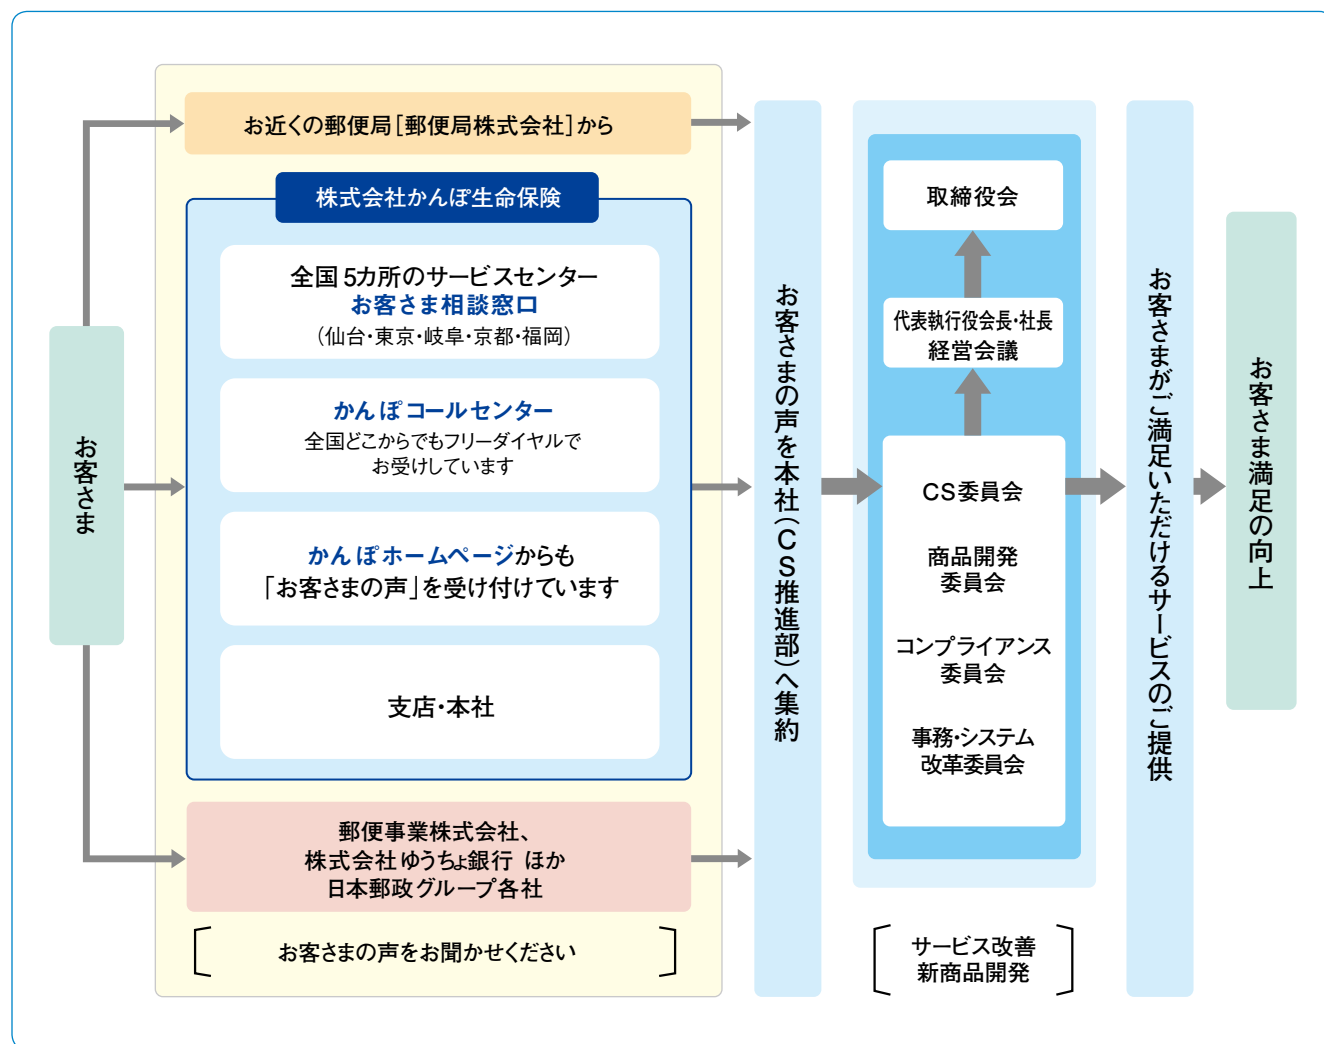 お客さま
お近くの郵便局[郵便局株式会社]から
株式会社かんぽ生命保険
全国5カ所のサービスセンター
お客さま相談窓口
（仙台・東京・岐阜・京都・福岡）
かんぽコールセンター
全国どこからでもフリーダイヤルで
お受けしています
かんぽホームページからも
「お客さまの声」を受け付けています
支店・本社
郵便事業株式会社、
株式会社ゆうちょ銀行 ほか
日本郵政グループ各社
お客さまの声をお聞かせください
お客さまの声を本社（CS推進部）へ集約
取締役会
代表執行役会長・社長
経営会議
CS委員会
商品開発
委員会
コンプライアンス
委員会
事務・システム
改革委員会
サービス改善
新商品開発
お客さまがご満足いただけるサービスのご提供
お客さま満足の向上